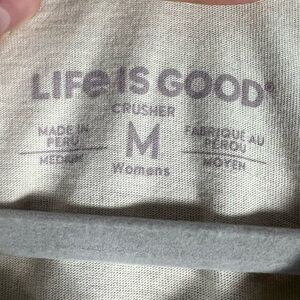 LIFe IS GOOD®
CRUSHER
MADE IN
PERU
MEDIUM
M
Womens
FABRIQUÉ AU
PÉROU
MOYEN